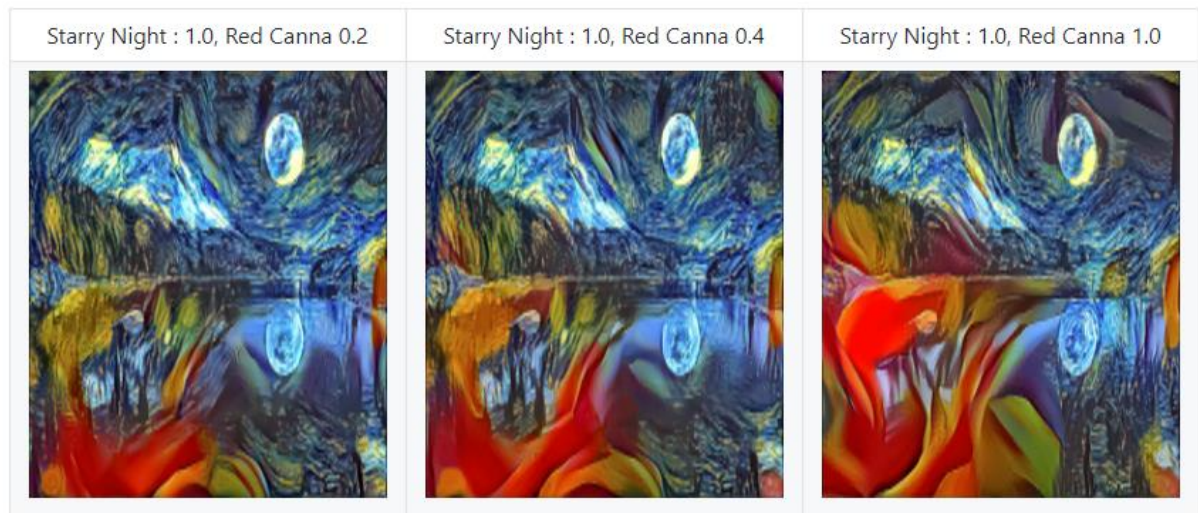 Starry Night : 1.0, Red Canna 0.2
Starry Night : 1.0, Red Canna 0.4
Starry Night : 1.0, Red Canna 1.0